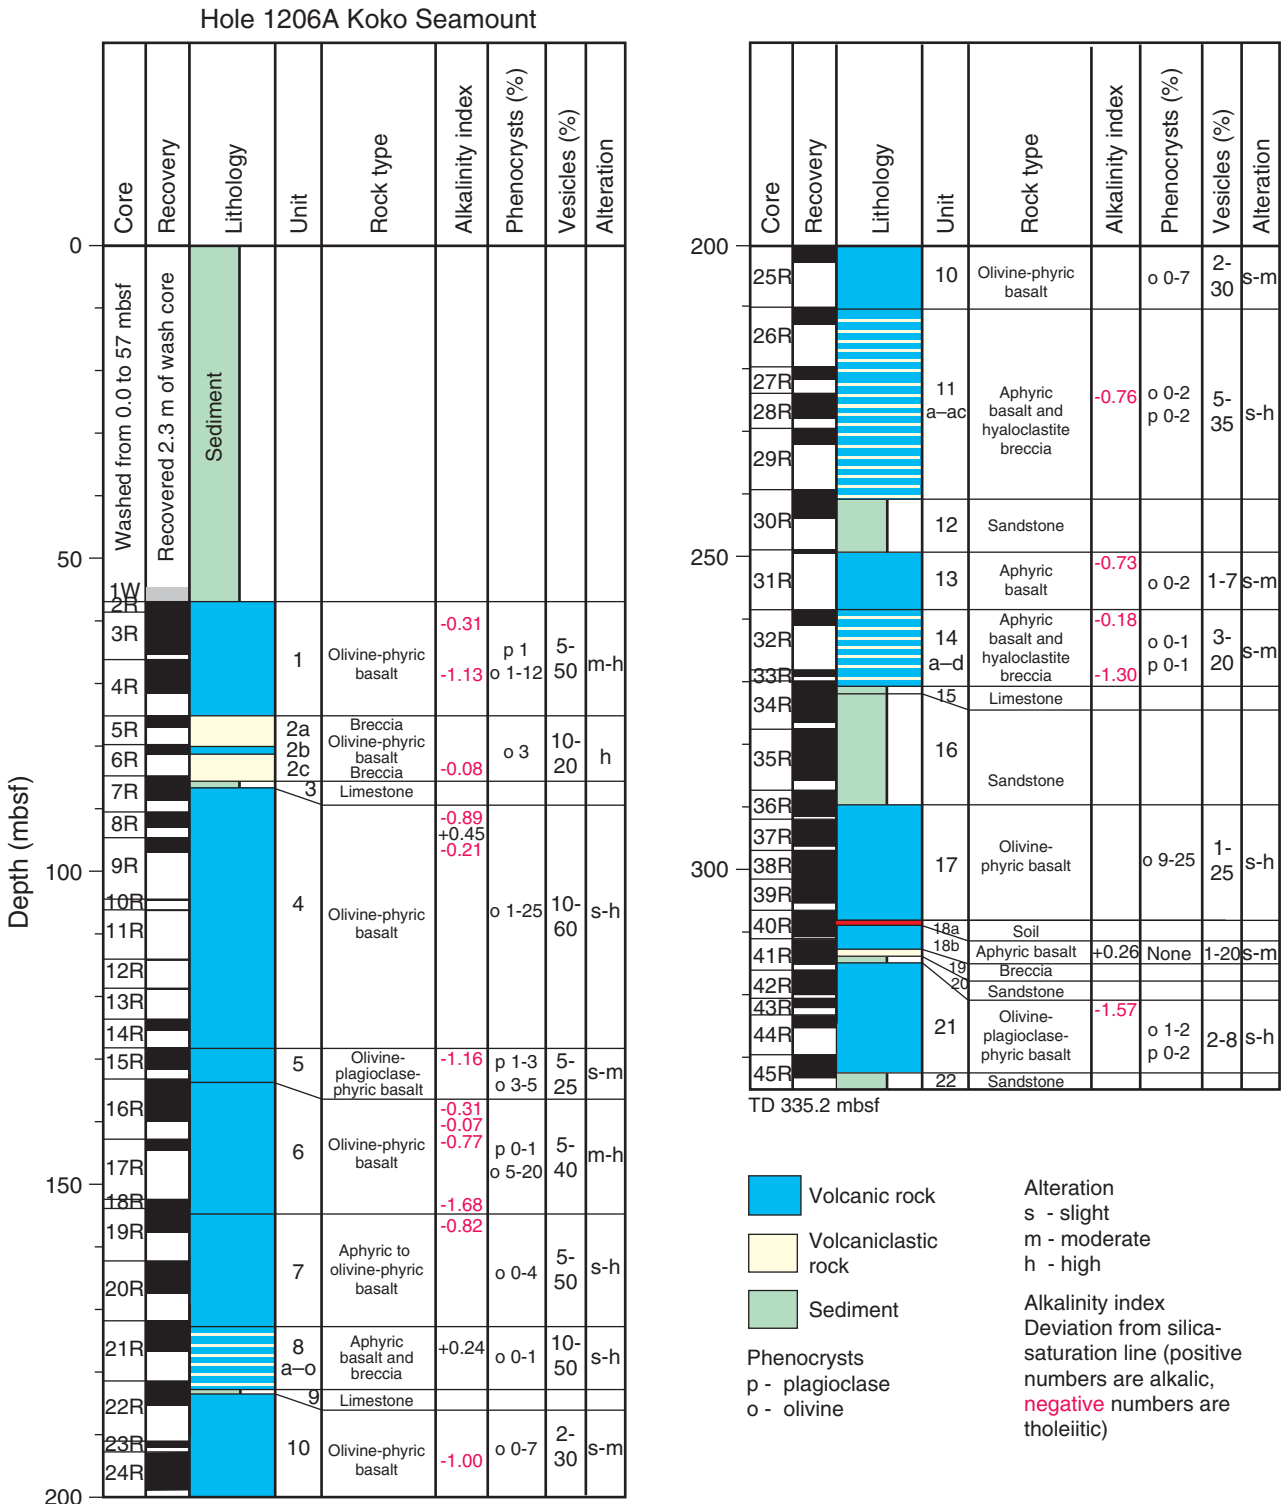 Hole 1206A Koko Seamount
Core
Recovery
Lithology
Unit
Rock type
Alkalinity index
Phenocrysts (%)
Vesicles (%)
Alteration
Depth (mbsf)
0
50
100
150
200
Washed from 0.0 to 57 mbsf
Recovered 2.3 m of wash core
Sediment
1W
2R
3R
4R
5R
6R
7R
8R
9R
10R
11R
12R
13R
14R
15R
16R
17R
18R
19R
20R
21R
22R
23R
24R
1
Olivine-phyric
basalt
-0.31
-1.13
p 1
o 1-12
5-
50
m-h
2a
2b
2c
Breccia
Olivine-phyric
basalt
Breccia
-0.08
o 3
10-
20
h
3
Limestone
4
Olivine-phyric
basalt
-0.89
+0.45
-0.21
o 1-25
10-
60
s-h
5
Olivine-
plagioclase-
phyric basalt
-1.16
p 1-3
o 3-5
5-
25
s-m
6
Olivine-phyric
basalt
-0.31
-0.07
-0.77
-1.68
p 0-1
o 5-20
5-
40
m-h
7
Aphyric to
olivine-phyric
basalt
-0.82
o 0-4
5-
50
s-h
8
a–o
Aphyric
basalt and
breccia
+0.24
o 0-1
10-
50
s-h
9
Limestone
10
Olivine-phyric
basalt
-1.00
o 0-7
2-
30
s-m
Core
Recovery
Lithology
Unit
Rock type
Alkalinity index
Phenocrysts (%)
Vesicles (%)
Alteration
200
250
300
25R
26R
27R
28R
29R
30R
31R
32R
33R
34R
35R
36R
37R
38R
39R
40R
41R
42R
43R
44R
45R
10
Olivine-phyric
basalt
o 0-7
2-
30
s-m
11
a–ac
Aphyric
basalt and
hyaloclastite
breccia
-0.76
o 0-2
p 0-2
5-
35
s-h
12
Sandstone
13
Aphyric
basalt
-0.73
o 0-2
1-7
s-m
14
a–d
Aphyric
basalt and
hyaloclastite
breccia
-0.18
-1.30
o 0-1
p 0-1
3-
20
s-m
15
Limestone
16
Sandstone
17
Olivine-
phyric basalt
o 9-25
1-
25
s-h
18a
Soil
18b
Aphyric basalt
+0.26
None
1-20
s-m
19
Breccia
20
Sandstone
21
Olivine-
plagioclase-
phyric basalt
-1.57
o 1-2
p 0-2
2-8
s-h
22
Sandstone
TD 335.2 mbsf
Volcanic rock
Volcaniclastic
rock
Sediment
Phenocrysts
p - plagioclase
o - olivine
Alteration
s - slight
m - moderate
h - high
Alkalinity index
Deviation from silica-
saturation line (positive
numbers are alkalic,
negative numbers are
tholeiitic)